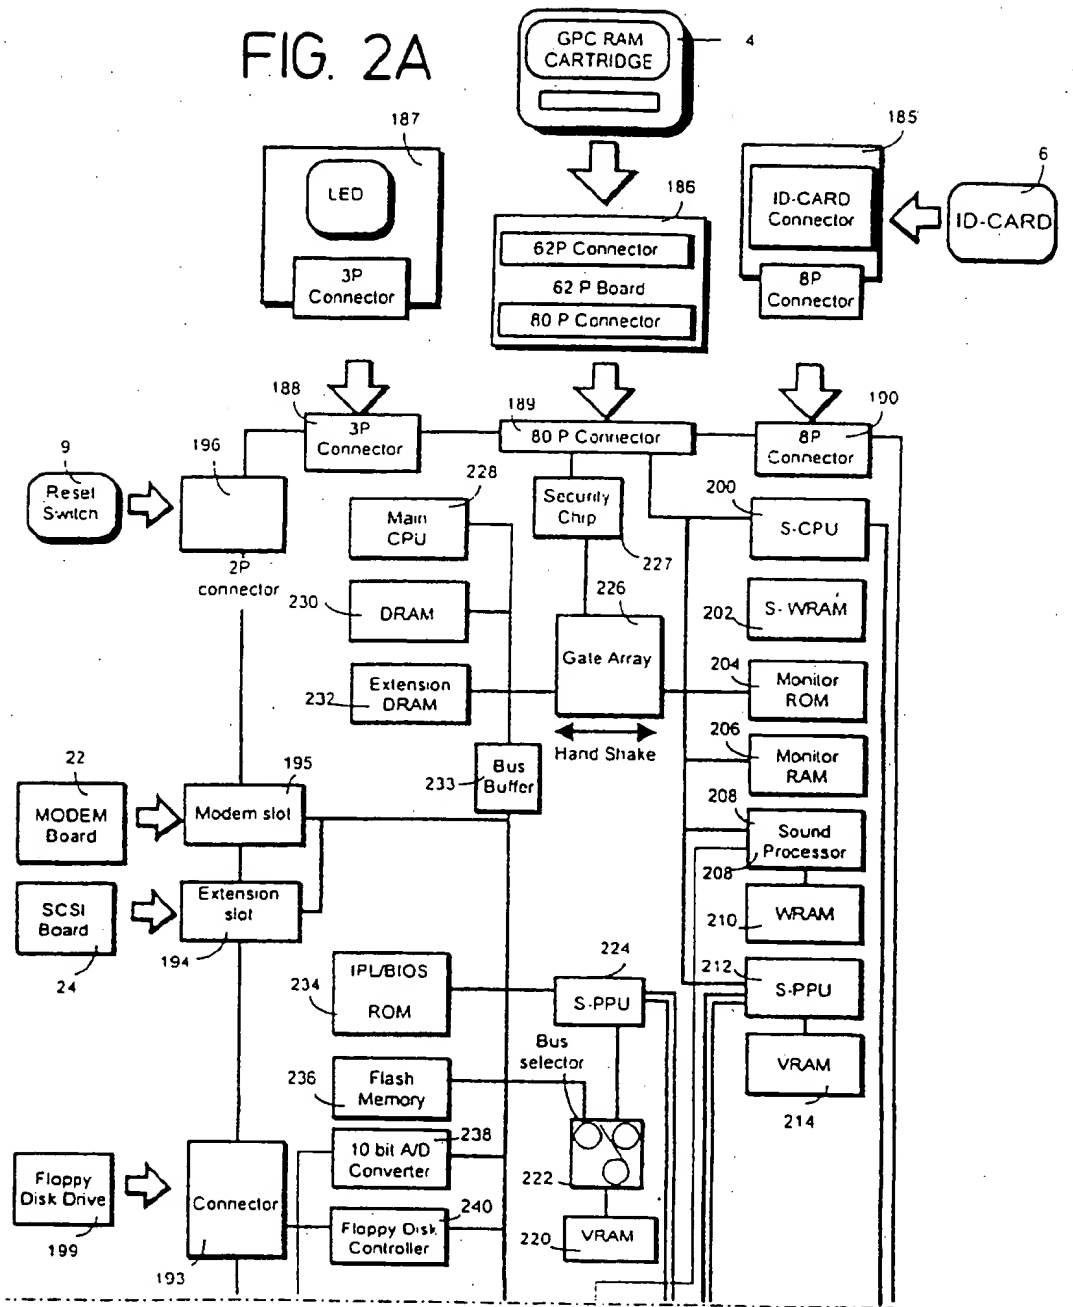 FIG. 2A
GPC RAM
CARTRIDGE
4
187
LED
3P
Connector
186
62P Connector
62 P Board
80 P Connector
185
ID-CARD
Connector
8P
Connector
6
ID-CARD
188
3P
Connector
189
80 P Connector
190
8P
Connector
9
Reset
Switch
196
2P
connector
228
Main
CPU
Security
Chip
227
200
S-CPU
230
DRAM
226
Gate Array
202
S-WRAM
232
Extension
DRAM
204
Monitor
ROM
Hand Shake
206
Monitor
RAM
22
MODEM
Board
195
Modem slot
233
Bus
Buffer
208
Sound
Processor
208
SCSI
Board
24
Extension
slot
194
210
WRAM
234
IPL/BIOS
ROM
224
S-PPU
212
S-PPU
Bus
selector
236
Flash
Memory
VRAM
214
238
10 bit A/D
Converter
222
Floppy
Disk Drive
199
Connector
193
240
Floppy Disk
Controller
220
VRAM